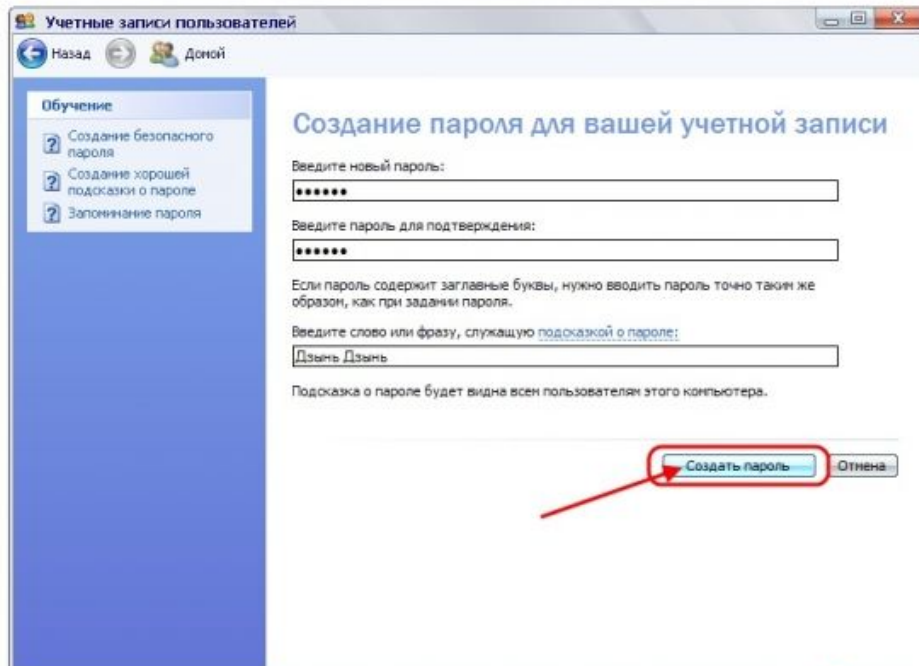 Учетные записи пользователей
Назад
Домой
Обучение
Создание безопасного
пароля
Создание хорошей
подсказки о пароле
Запоминание пароля
Создание пароля для вашей учетной записи
Введите новый пароль:
••••••
Введите пароль для подтверждения:
••••••
Если пароль содержит заглавные буквы, нужно вводить пароль точно таким же
образом, как при задании пароля.
Введите слово или фразу, служащую подсказкой о пароле:
Дзынь Дзынь
Подсказка о пароле будет видна всем пользователям этого компьютера.
Создать пароль
Отмена